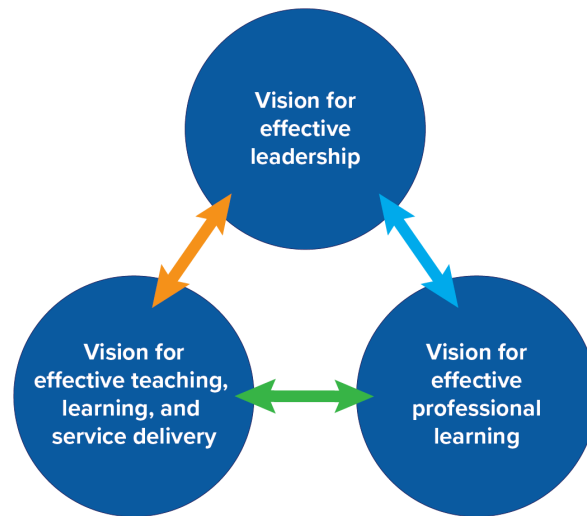 Vision for
effective
leadership
Vision for
effective teaching,
learning, and
service delivery
Vision for
effective
professional
learning